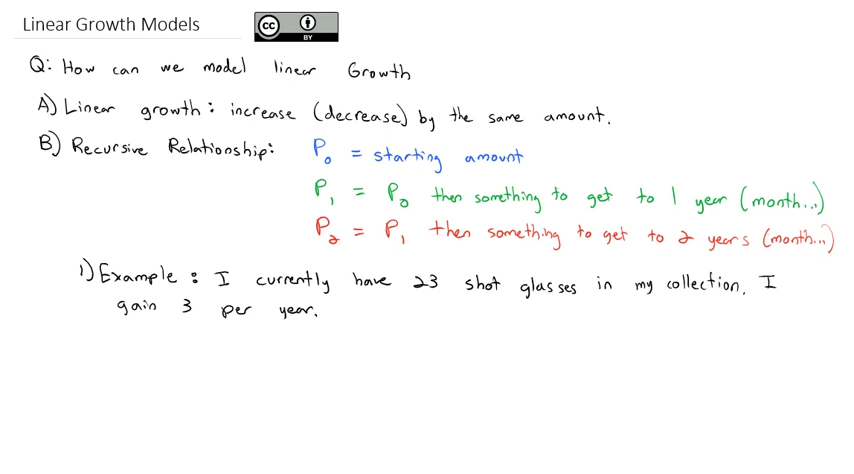 Linear Growth Models
cc BY
Q: How can we model linear Growth
A) Linear growth: increase (decrease) by the same amount.
B) Recursive Relationship: P₀ = starting amount
P₁ = P₀ then something to get to 1 year (month...)
P₂ = P₁ then something to get to 2 years (month...)
1) Example: I currently have 23 shot glasses in my collection. I
gain 3 per year.